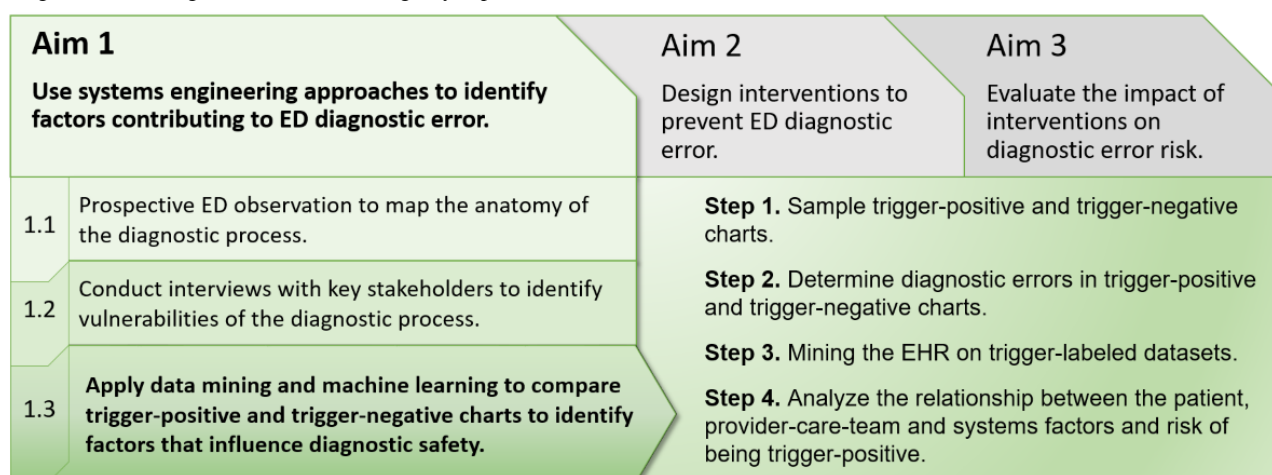 Aim 1
Use systems engineering approaches to identify
factors contributing to ED diagnostic error.
Aim 2
Design interventions to
prevent ED diagnostic
error.
Aim 3
Evaluate the impact of
interventions on
diagnostic error risk.
1.1
Prospective ED observation to map the anatomy of
the diagnostic process.
1.2
Conduct interviews with key stakeholders to identify
vulnerabilities of the diagnostic process.
1.3
Apply data mining and machine learning to compare
trigger-positive and trigger-negative charts to identify
factors that influence diagnostic safety.
Step 1. Sample trigger-positive and trigger-negative
charts.
Step 2. Determine diagnostic errors in trigger-positive
and trigger-negative charts.
Step 3. Mining the EHR on trigger-labeled datasets.
Step 4. Analyze the relationship between the patient,
provider-care-team and systems factors and risk of
being trigger-positive.